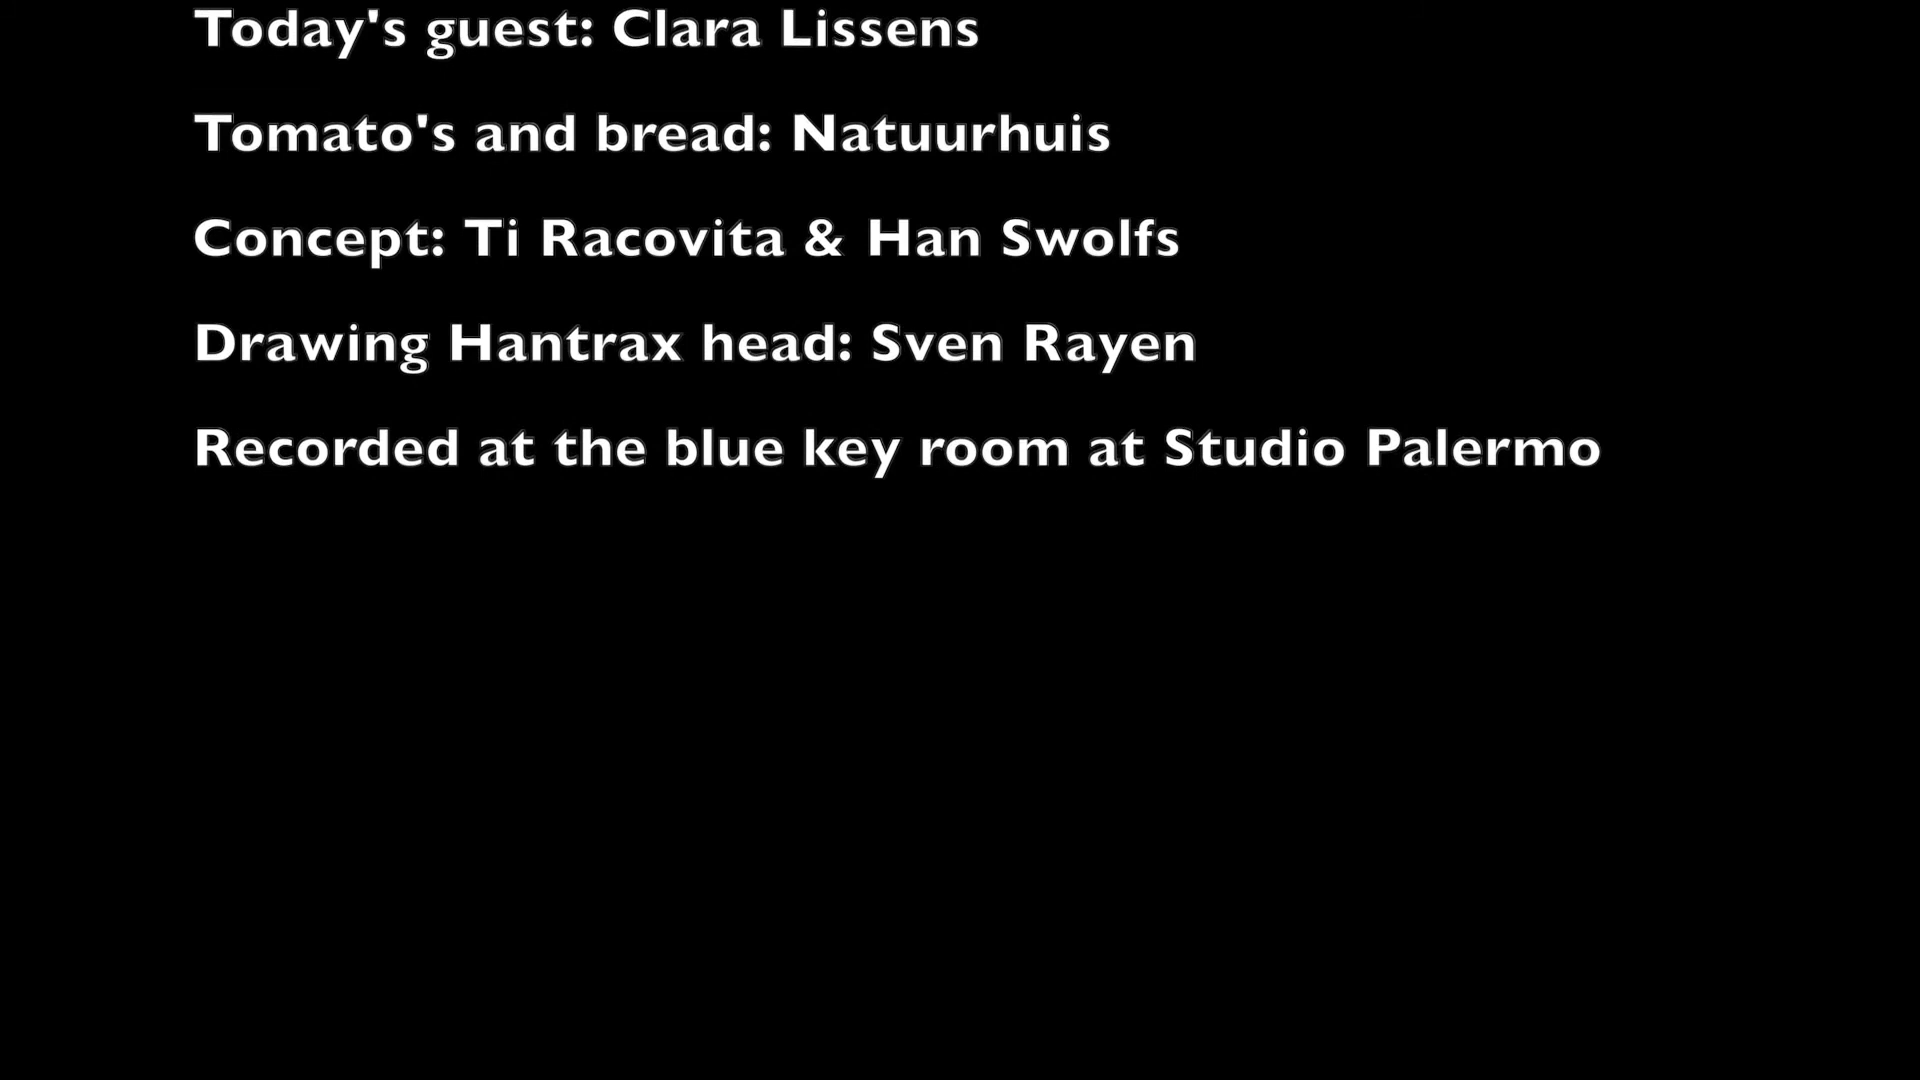 Today's guest: Clara Lissens
Tomato's and bread: Natuurhuis
Concept: Ti Racovita & Han Swolfs
Drawing Hantrax head: Sven Rayen
Recorded at the blue key room at Studio Palermo